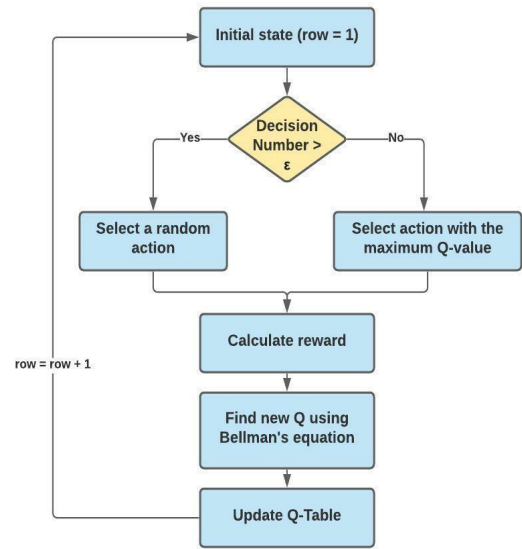 Initial state (row = 1)
Decision
Number >
ε
Yes
No
Select a random
action
Select action with the
maximum Q-value
Calculate reward
row = row + 1
Find new Q using
Bellman's equation
Update Q-Table